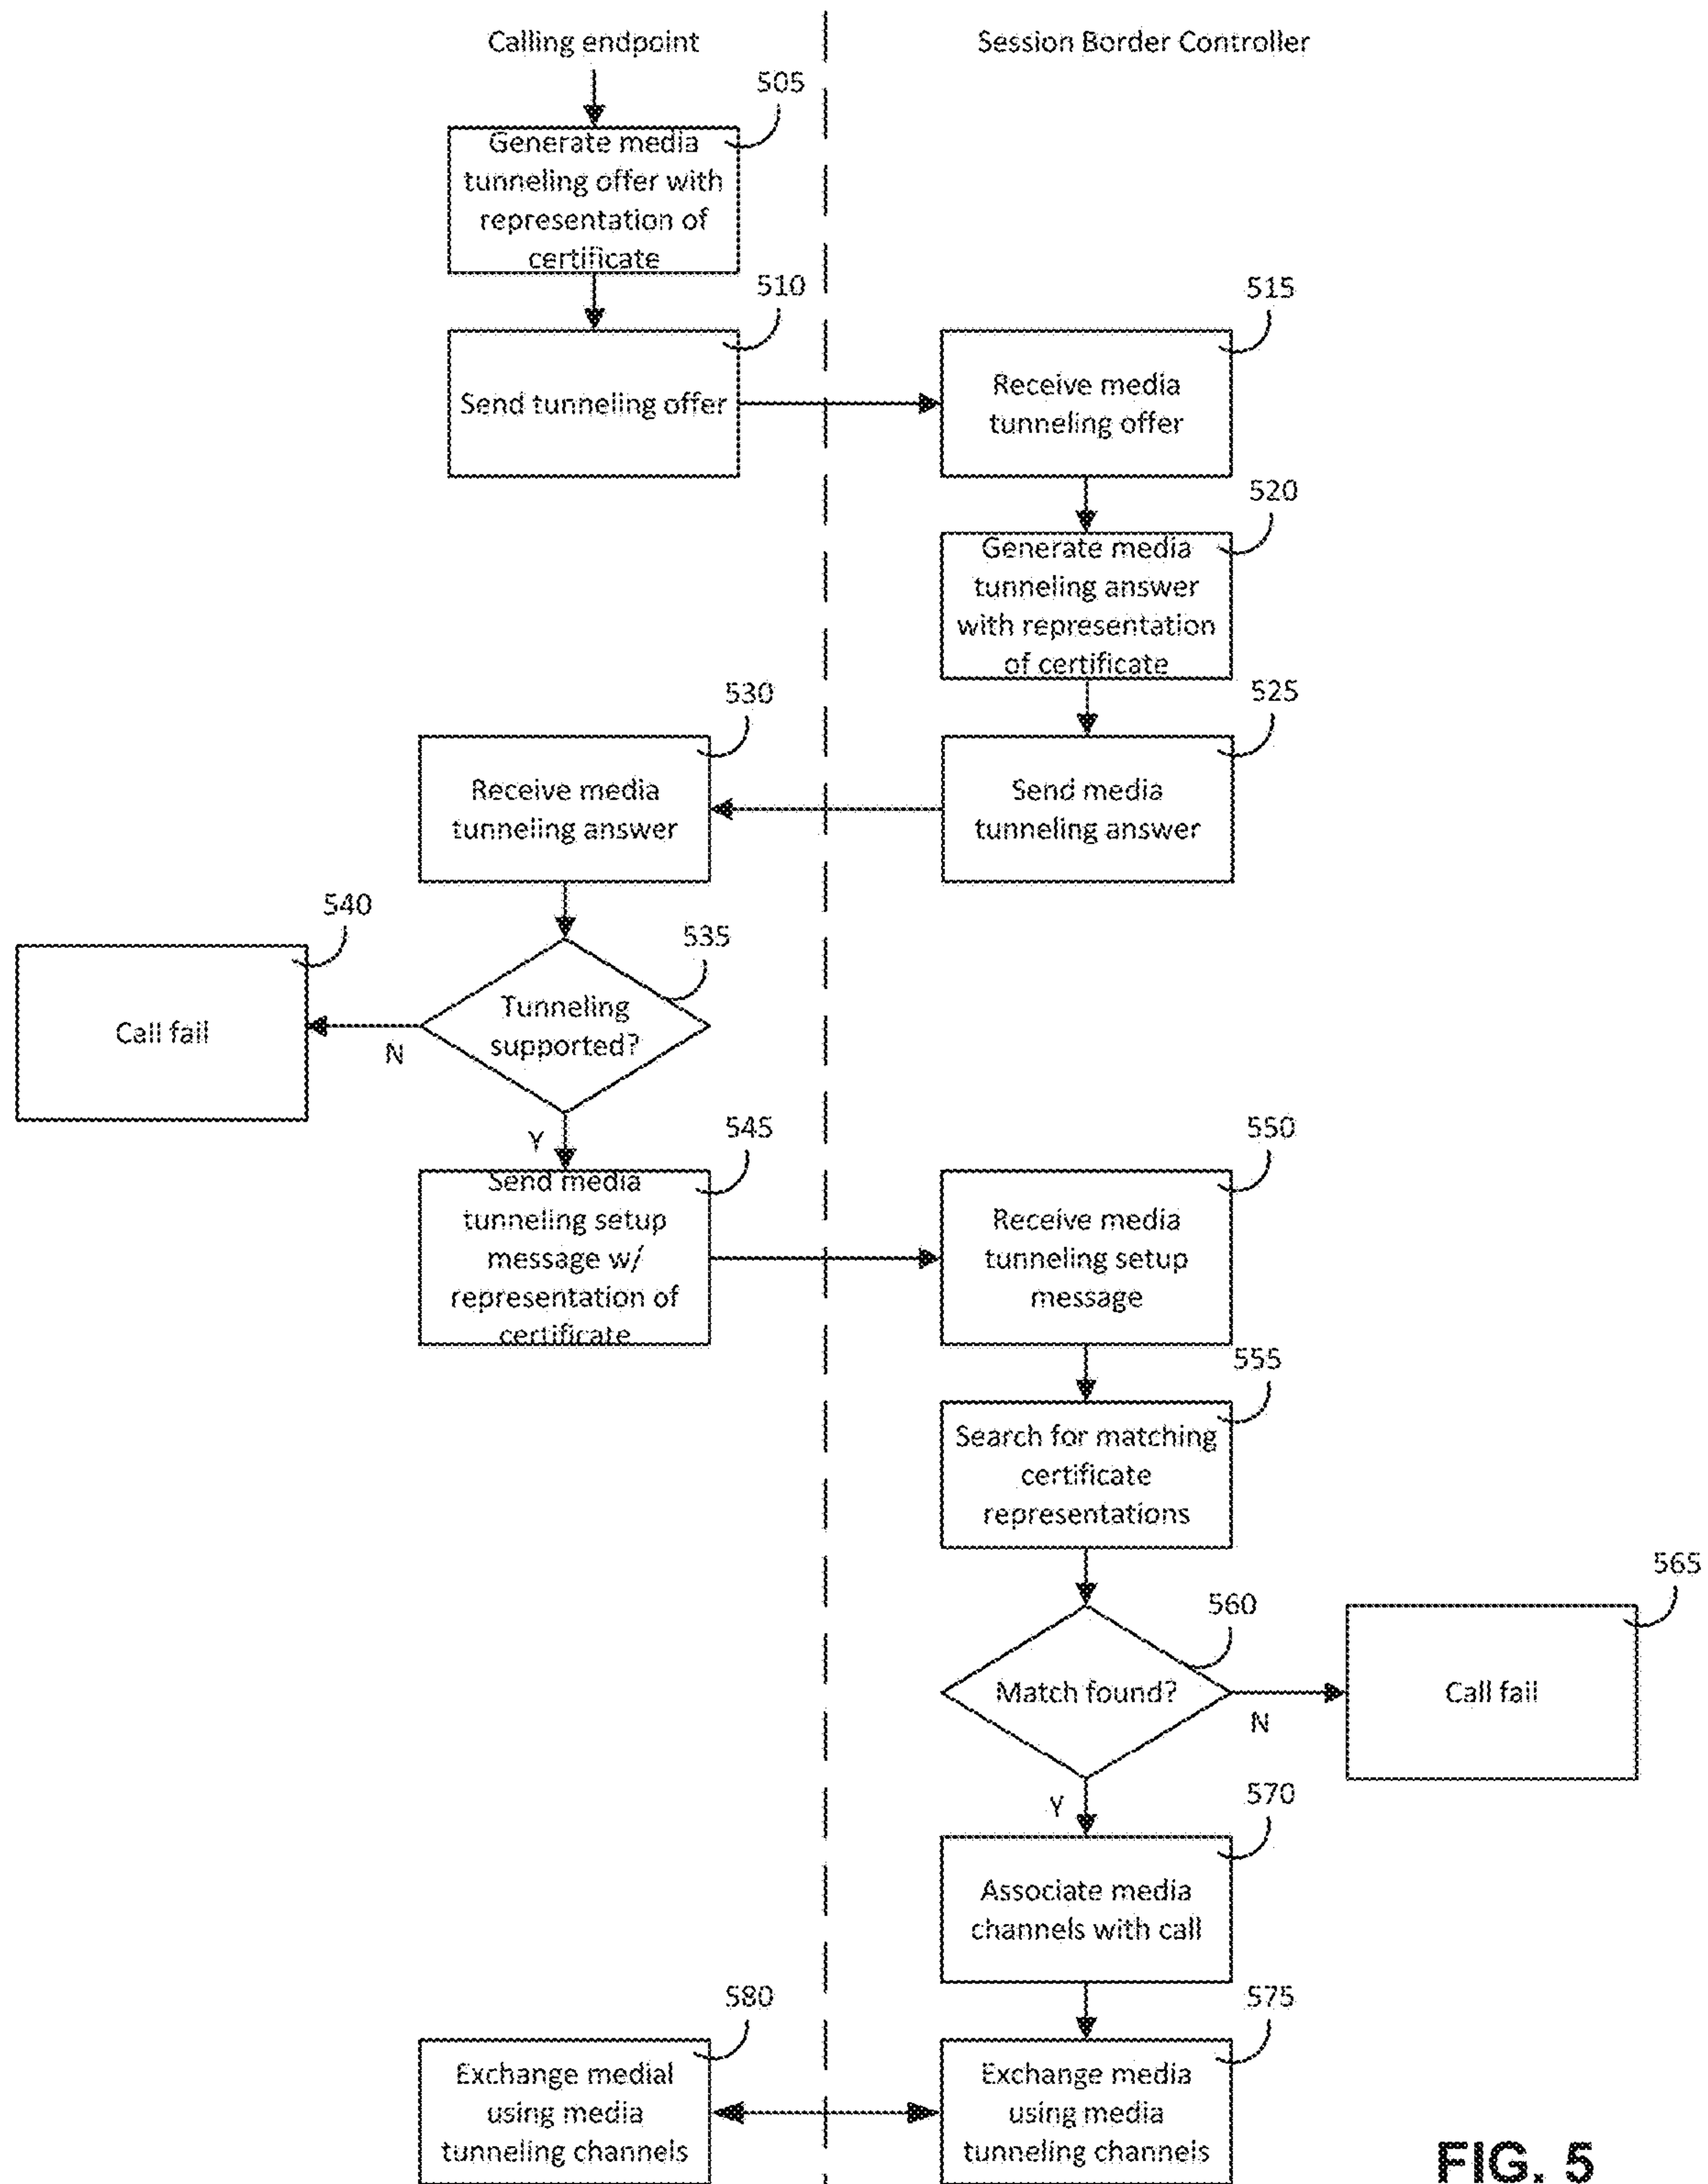 Calling endpoint
Session Border Controller
505
Generate media
tunneling offer with
representation of
certificate
510
Send tunneling offer
515
Receive media
tunneling offer
520
Generate media
tunneling answer
with representation
of certificate
525
Send media
tunneling answer
530
Receive media
tunneling answer
535
Tunneling
supported?
N
540
Call fail
Y
545
Send media
tunneling setup
message w/
representation of
certificate
550
Receive media
tunneling setup
message
555
Search for matching
certificate
representations
560
Match found?
N
565
Call fail
Y
570
Associate media
channels with call
575
Exchange media
using media
tunneling channels
580
Exchange medial
using media
tunneling channels
FIG. 5